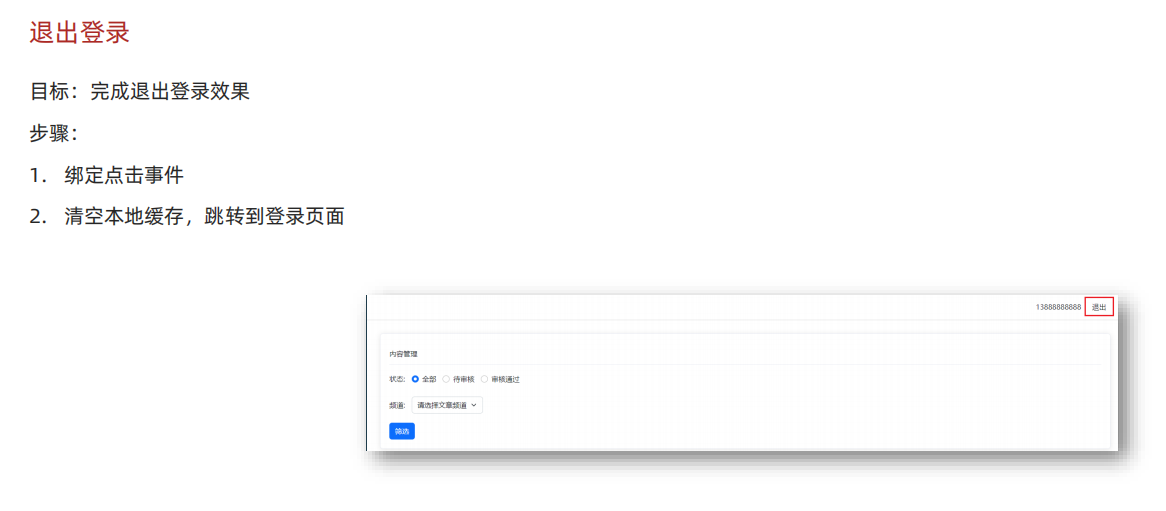 退出登录
目标：完成退出登录效果
步骤：
1. 绑定点击事件
2. 清空本地缓存，跳转到登录页面
13888888888 退出
内容管理
状态: 全部 待审核 审核通过
频道: 请选择文章频道
筛选